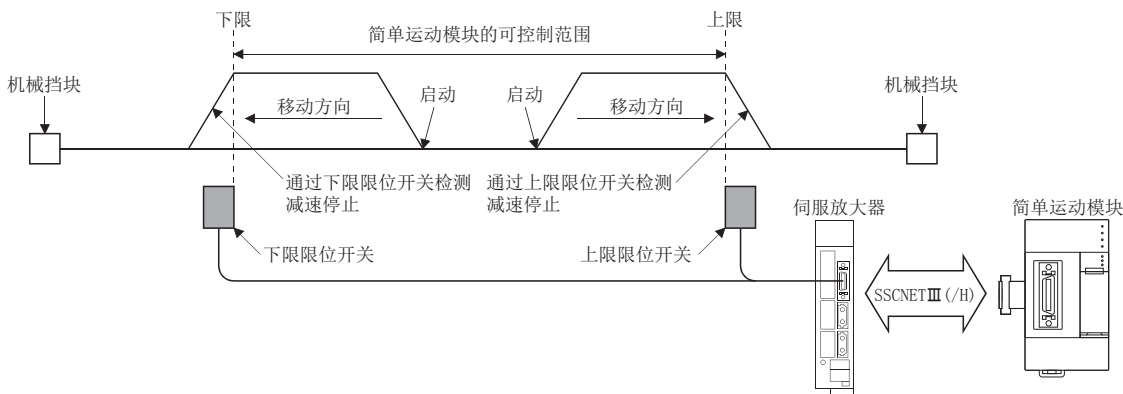 下限
上限
简单运动模块的可控制范围
机械挡块
启动
启动
机械挡块
移动方向
移动方向
通过下限限位开关检测
减速停止
通过上限限位开关检测
减速停止
伺服放大器
简单运动模块
下限限位开关
上限限位开关
SSCNETⅢ(/H)